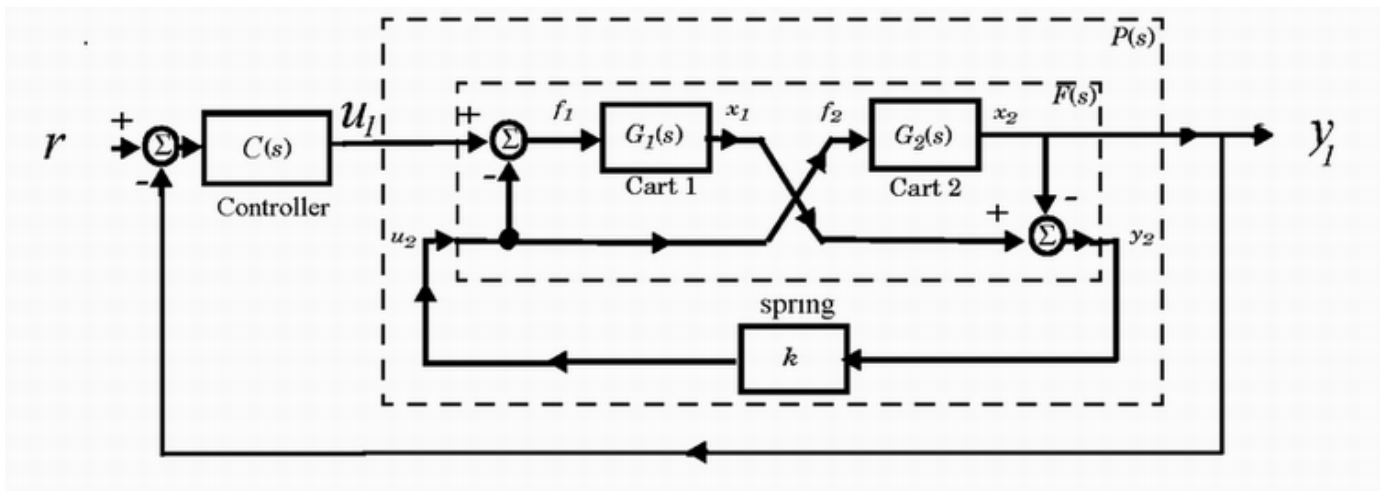 P(s)
F̅(s)
r
+
-
Σ
C(s)
Controller
u₁
+
-
Σ
f₁
G₁(s)
Cart 1
x₁
f₂
G₂(s)
Cart 2
x₂
y₁
u₂
+
-
Σ
y₂
spring
k